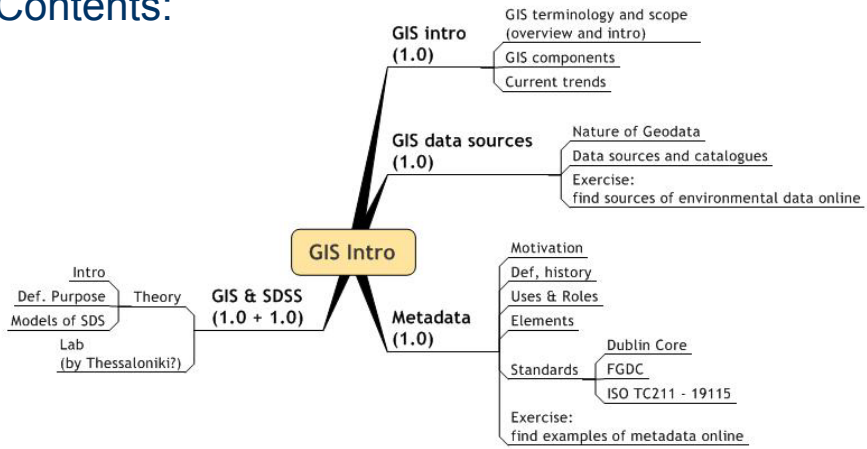 Contents:
GIS intro
(1.0)
GIS terminology and scope
(overview and intro)
GIS components
Current trends
GIS data sources
(1.0)
Nature of Geodata
Data sources and catalogues
Exercise:
find sources of environmental data online
GIS Intro
Metadata
(1.0)
Motivation
Def, history
Uses & Roles
Elements
Standards
Dublin Core
FGDC
ISO TC211 - 19115
Exercise:
find examples of metadata online
GIS & SDSS
(1.0 + 1.0)
Theory
Intro
Def. Purpose
Models of SDS
Lab
(by Thessaloniki?)